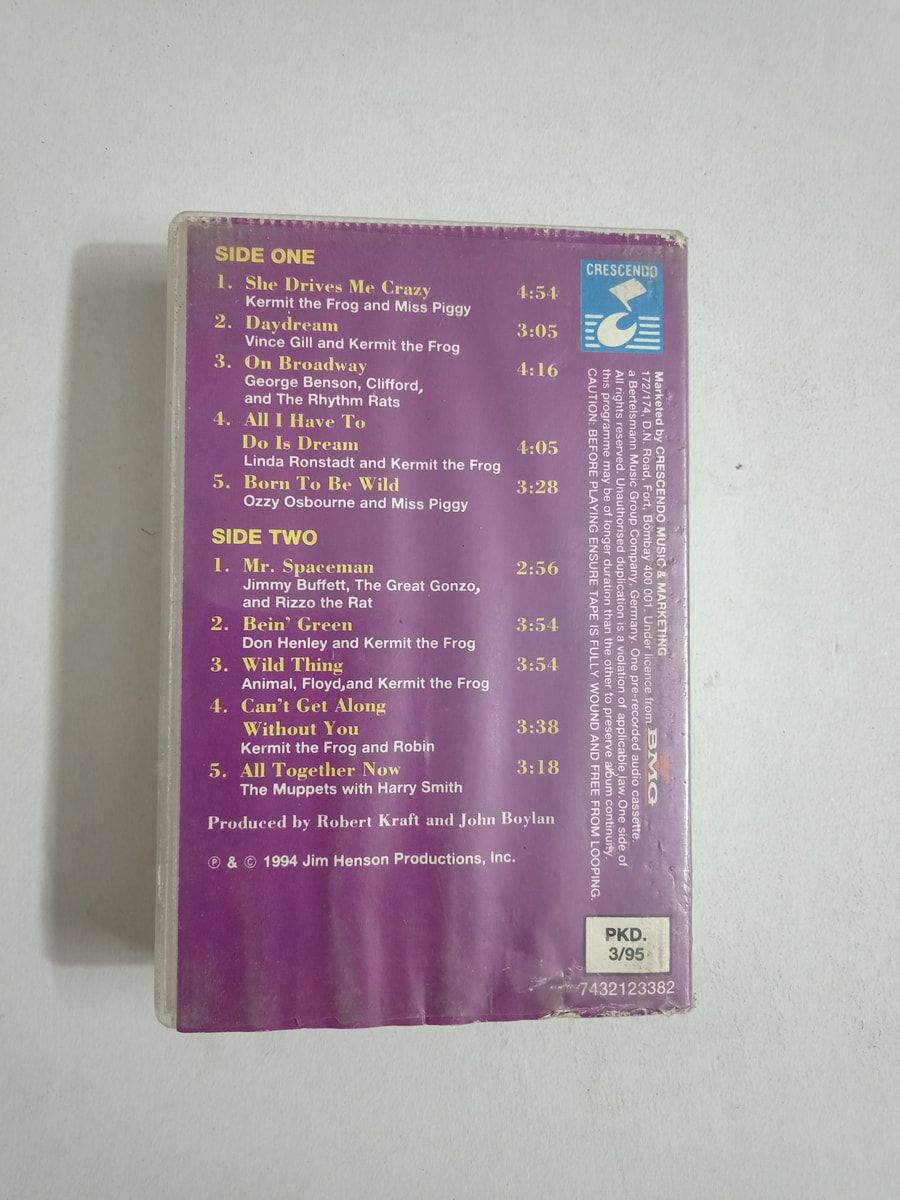 SIDE ONE
1. She Drives Me Crazy 4:54
Kermit the Frog and Miss Piggy
2. Daydream 3:05
Vince Gill and Kermit the Frog
3. On Broadway 4:16
George Benson, Clifford,
and The Rhythm Rats
4. All I Have To
Do Is Dream 4:05
Linda Ronstadt and Kermit the Frog
5. Born To Be Wild 3:28
Ozzy Osbourne and Miss Piggy
SIDE TWO
1. Mr. Spaceman 2:56
Jimmy Buffett, The Great Gonzo,
and Rizzo the Rat
2. Bein' Green 3:54
Don Henley and Kermit the Frog
3. Wild Thing 3:54
Animal, Floyd,and Kermit the Frog
4. Can't Get Along
Without You 3:38
Kermit the Frog and Robin
5. All Together Now 3:18
The Muppets with Harry Smith
Produced by Robert Kraft and John Boylan
℗ & © 1994 Jim Henson Productions, Inc.
CRESCENDO
Marketed by CRESCENDO MUSIC & MARKETING
172/174, D.N. Road, Fort, Bombay 400 001. Under licence from BMG
a Bertelsmann Music Group Company, Germany. One pre-recorded audio cassette.
All rights reserved. Unauthorised duplication is a violation of applicable law.One side of
this programme may be of longer duration than the other to preserve album continuity.
CAUTION: BEFORE PLAYING ENSURE TAPE IS FULLY WOUND AND FREE FROM LOOPING.
PKD.
3/95
7432123382